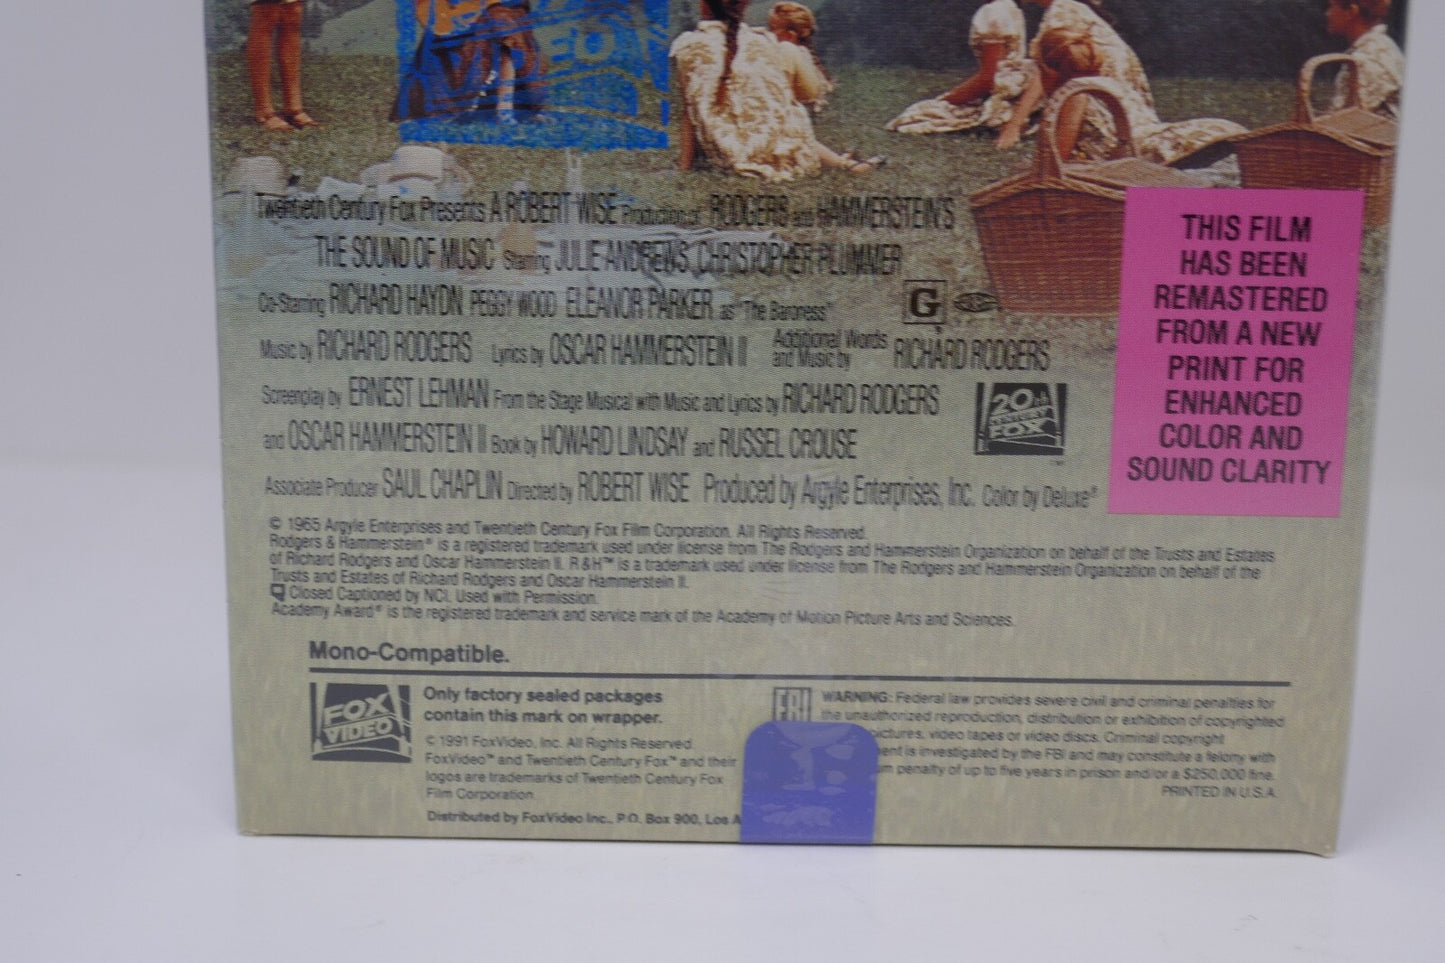 VIDEO
Twentieth Century Fox Presents A ROBERT WISE Production of RODGERS and HAMMERSTEIN'S
THE SOUND OF MUSIC Starring JULIE ANDREWS, CHRISTOPHER PLUMMER
Co-Starring RICHARD HAYDN PEGGY WOOD ELEANOR PARKER as "The Baroness"
G
Music by RICHARD RODGERS Lyrics by OSCAR HAMMERSTEIN II Additional Words and Music by RICHARD RODGERS
Screenplay by ERNEST LEHMAN From the Stage Musical with Music and Lyrics by RICHARD RODGERS
and OSCAR HAMMERSTEIN II Book by HOWARD LINDSAY and RUSSEL CROUSE
Associate Producer SAUL CHAPLIN Directed by ROBERT WISE Produced by Argyle Enterprises, Inc. Color by Deluxe®
20th
CENTURY
FOX
™
THIS FILM
HAS BEEN
REMASTERED
FROM A NEW
PRINT FOR
ENHANCED
COLOR AND
SOUND CLARITY
© 1965 Argyle Enterprises and Twentieth Century Fox Film Corporation. All Rights Reserved.
Rodgers & Hammerstein® is a registered trademark used under license from The Rodgers and Hammerstein Organization on behalf of the Trusts and Estates
of Richard Rodgers and Oscar Hammerstein II. R&H™ is a trademark used under license from The Rodgers and Hammerstein Organization on behalf of the
Trusts and Estates of Richard Rodgers and Oscar Hammerstein II.
Closed Captioned by NCI. Used with Permission.
Academy Award® is the registered trademark and service mark of the Academy of Motion Picture Arts and Sciences.
Mono-Compatible.
FOX
VIDEO
Only factory sealed packages
contain this mark on wrapper.
© 1991 FoxVideo, Inc. All Rights Reserved.
FoxVideo™ and Twentieth Century Fox™ and their
logos are trademarks of Twentieth Century Fox
Film Corporation.
Distributed by FoxVideo Inc., P.O. Box 900, Los A
FBI
WARNING: Federal law provides severe civil and criminal penalties for
the unauthorized reproduction, distribution or exhibition of copyrighted
pictures, video tapes or video discs. Criminal copyright
ent is investigated by the FBI and may constitute a felony with
m penalty of up to five years in prison and/or a $250,000 fine.
PRINTED IN U.S.A.